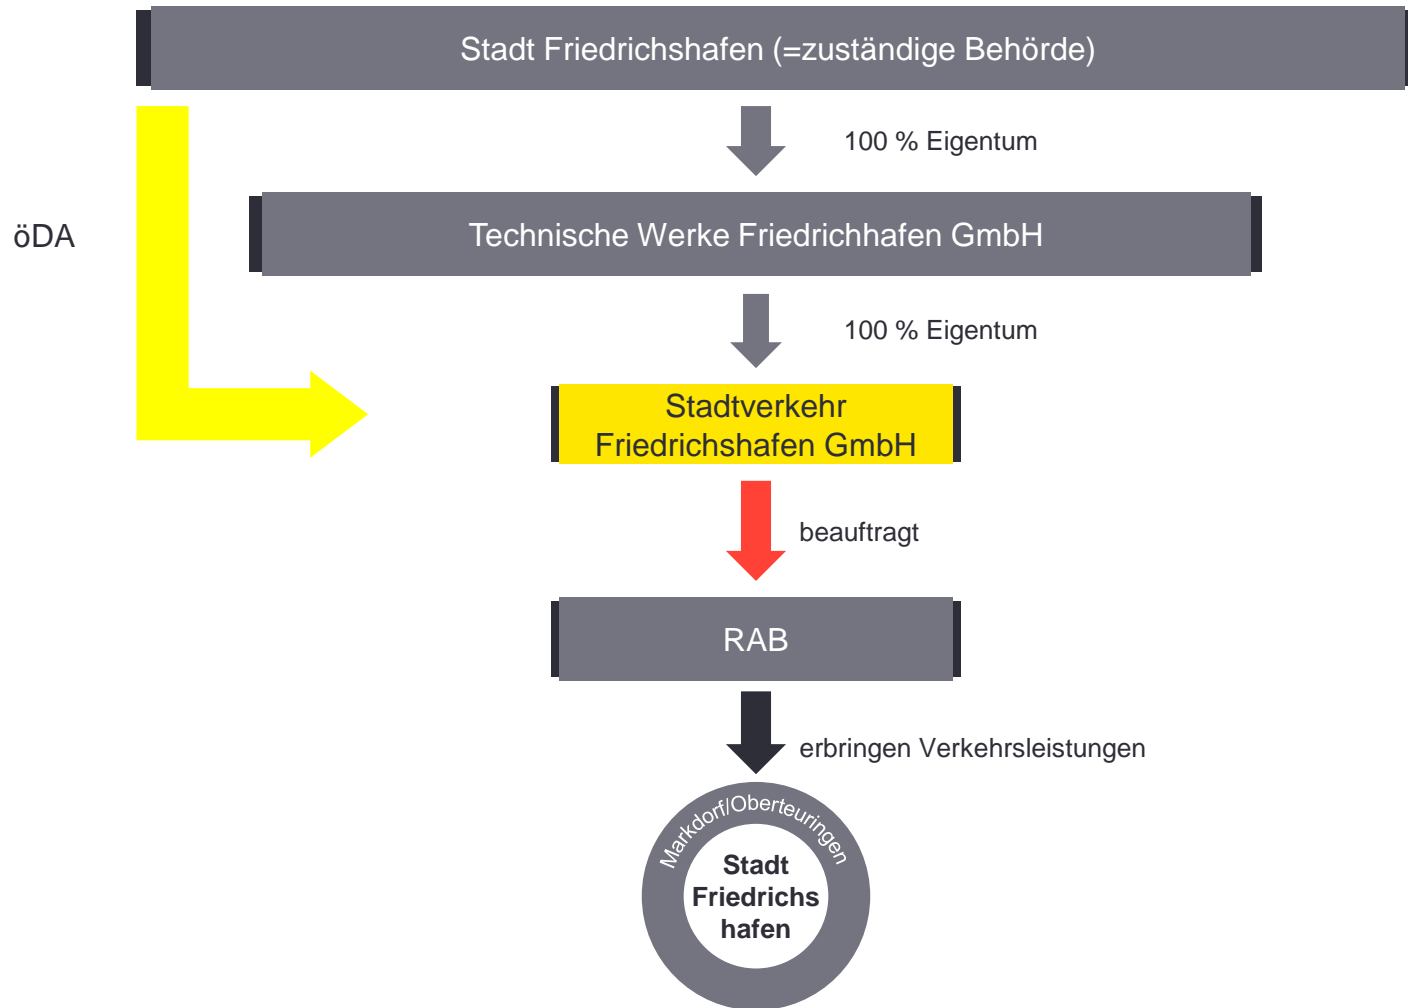 Stadt Friedrichshafen (=zuständige Behörde)
100 % Eigentum
öDA
Technische Werke Friedrichhafen GmbH
100 % Eigentum
Stadtverkehr
Friedrichshafen GmbH
beauftragt
RAB
erbringen Verkehrsleistungen
Markdorf/Oberteuringen
Stadt
Friedrichs
hafen